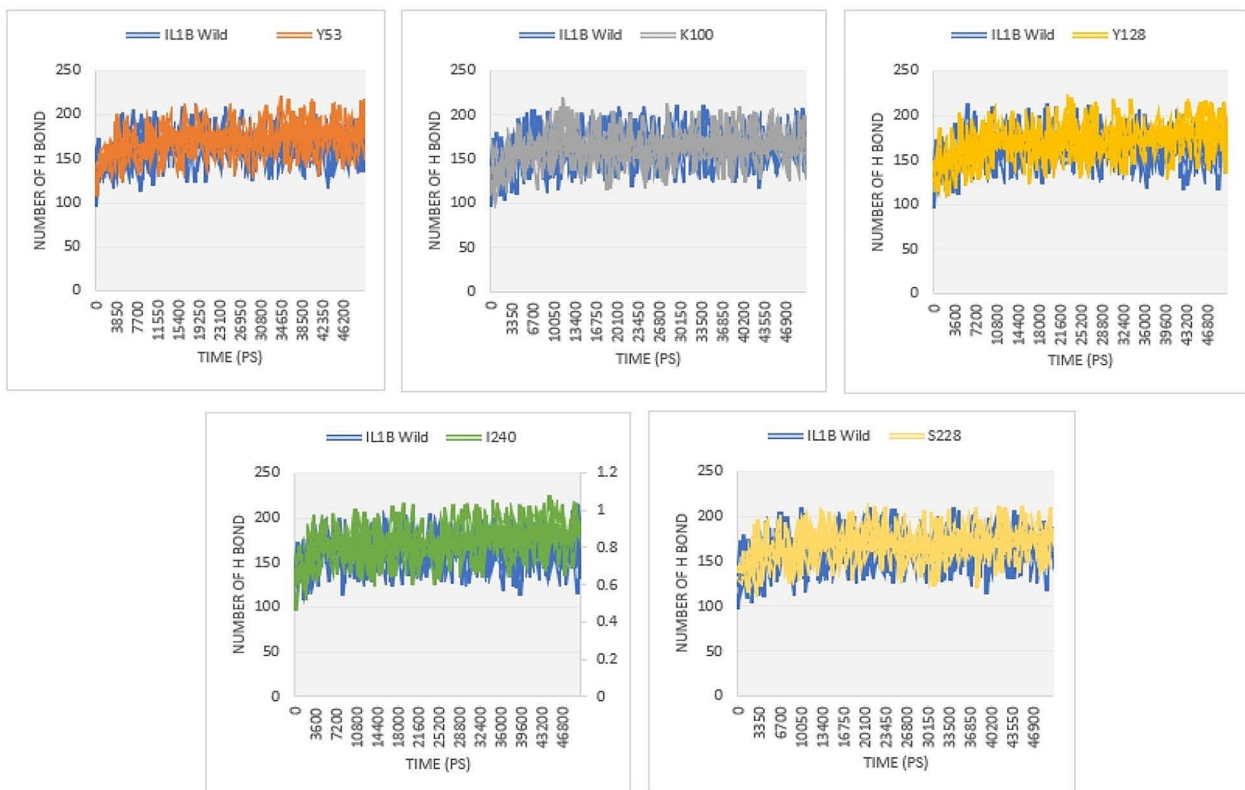 IL1B Wild Y53
250
200
150
100
50
0
NUMBER OF H BOND
0 3850 7700 11550 15400 19250 23100 26950 30800 34650 38500 42350 46200
TIME (PS)
IL1B Wild K100
250
200
150
100
50
0
NUMBER OF H BOND
0 3350 6700 10050 13400 16750 20100 23450 26800 30150 33500 36850 40200 43550 46900
TIME (PS)
IL1B Wild Y128
250
200
150
100
50
0
NUMBER OF H BOND
0 3600 7200 10800 14400 18000 21600 25200 28800 32400 36000 39600 43200 46800
TIME (PS)
IL1B Wild I240
250
200
150
100
50
0
NUMBER OF H BOND
1.2
1
0.8
0.6
0.4
0.2
0
0 3600 7200 10800 14400 18000 21600 25200 28800 32400 36000 39600 43200 46800
TIME (PS)
IL1B Wild S228
250
200
150
100
50
0
NUMBER OF H BOND
0 3350 6700 10050 13400 16750 20100 23450 26800 30150 33500 36850 40200 43550 46900
TIME (PS)